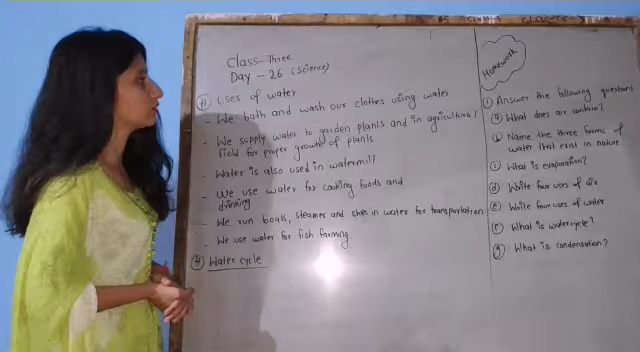 Class-Three
Day - 26 (Science)
(#) Uses of water
- We bath and wash our clothes using water
- We supply water to garden plants and in agricultural
field for proper growth of plants
- Water is also used in watermill.
- We use water for cooking foods and
drinking
- We run boats, steamer and ships in water for transportation
- We use water for fish farming.
(#) Water cycle
Homework
(i) Answer the following questions
(a) What does air contain?
(b) Name the three forms of
water that exist in nature.
(c) What is evaporation?
(d) Write four uses of air
(e) Write four uses of water
(f) What is watercycle?
(g) What is condensation?